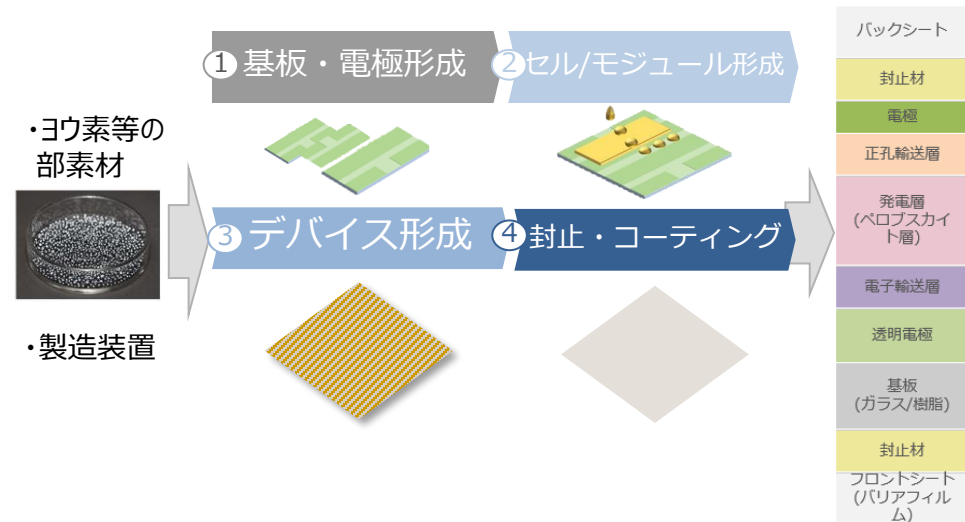 ① 基板・電極形成
② セル/モジュール形成
・ヨウ素等の
部素材
③ デバイス形成
④ 封止・コーティング
・製造装置
バックシート
封止材
電極
正孔輸送層
発電層
(ペロブスカイ
ト層)
電子輸送層
透明電極
基板
(ガラス/樹脂)
封止材
フロントシート
(バリアフィル
ム)